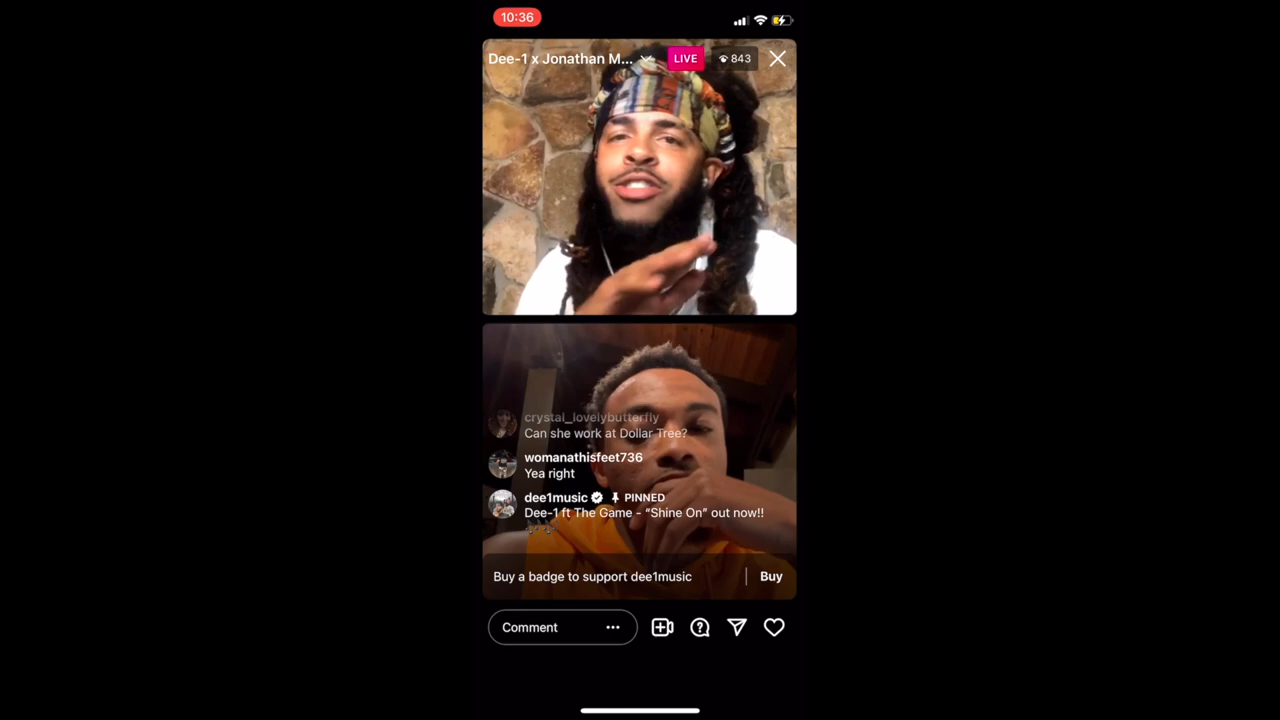 10:36
Dee-1 x Jonathan M...
LIVE
843
crystal_lovelybutterfly
Can she work at Dollar Tree?
womanathisfeet736
Yea right
dee1music PINNED
Dee-1 ft The Game - “Shine On” out now!!
Buy a badge to support dee1music
Buy
Comment